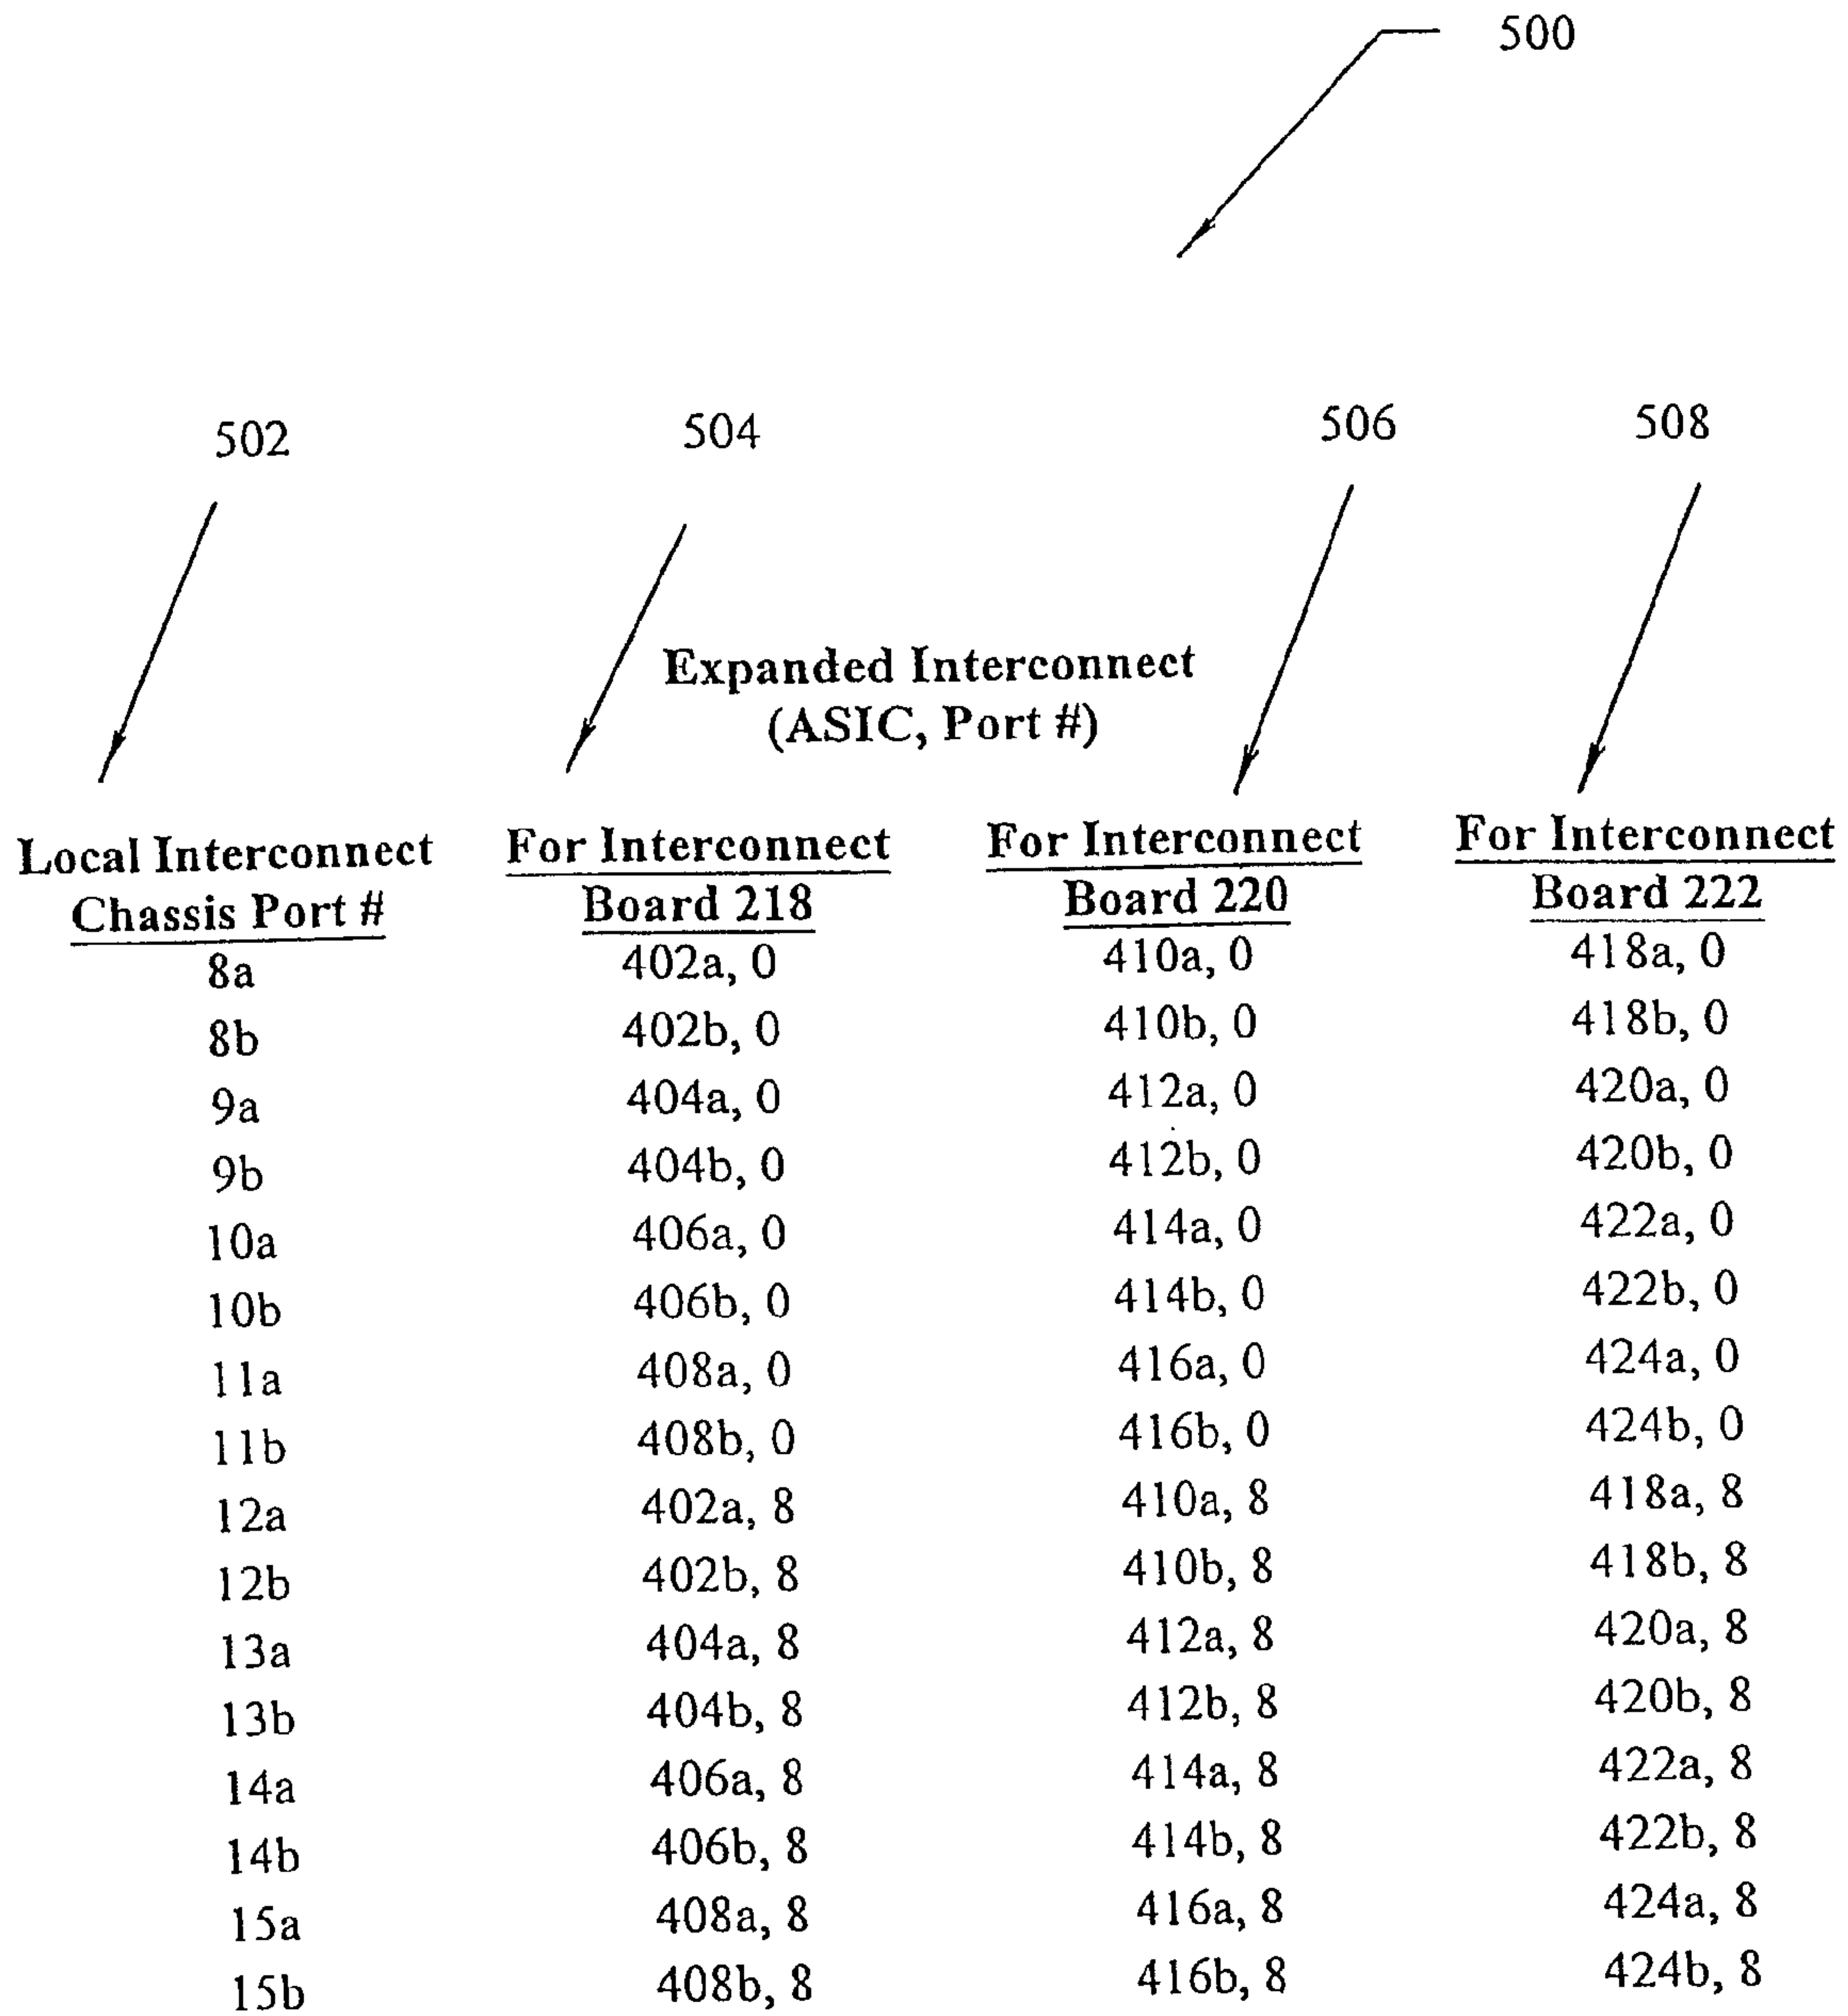 500
502 504 506 508
Expanded Interconnect
(ASIC, Port #)
Local Interconnect For Interconnect For Interconnect For Interconnect
Chassis Port # Board 218 Board 220 Board 222
8a 402a, 0 410a, 0 418a, 0
8b 402b, 0 410b, 0 418b, 0
9a 404a, 0 412a, 0 420a, 0
9b 404b, 0 412b, 0 420b, 0
10a 406a, 0 414a, 0 422a, 0
10b 406b, 0 414b, 0 422b, 0
11a 408a, 0 416a, 0 424a, 0
11b 408b, 0 416b, 0 424b, 0
12a 402a, 8 410a, 8 418a, 8
12b 402b, 8 410b, 8 418b, 8
13a 404a, 8 412a, 8 420a, 8
13b 404b, 8 412b, 8 420b, 8
14a 406a, 8 414a, 8 422a, 8
14b 406b, 8 414b, 8 422b, 8
15a 408a, 8 416a, 8 424a, 8
15b 408b, 8 416b, 8 424b, 8